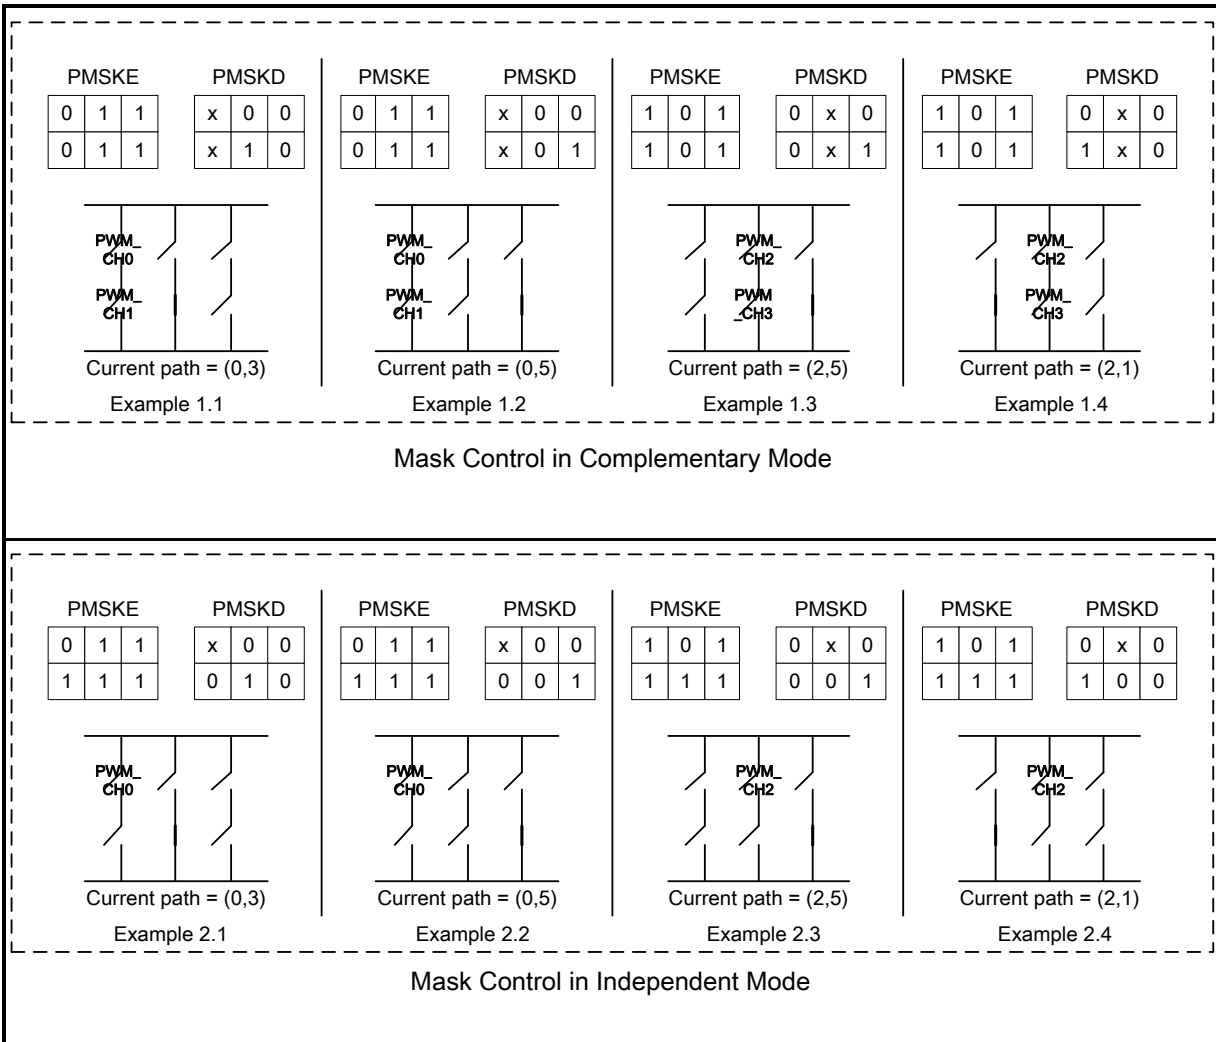 PMSKE PMSKD PMSKE PMSKD PMSKE PMSKD PMSKE PMSKD
0 1 1 x 0 0 0 1 1 x 0 0 1 0 1 0 x 0 1 0 1 0 x 0
0 1 1 x 1 0 0 1 1 x 0 1 1 0 1 0 x 1 1 0 1 1 x 0
PWM_ PWM_ PWM_ PWM_
CH0 CH0 CH2 CH2
PWM_ PWM_ PWM PWM_
CH1 CH1 _CH3 CH3
Current path = (0,3) Current path = (0,5) Current path = (2,5) Current path = (2,1)
Example 1.1 Example 1.2 Example 1.3 Example 1.4
Mask Control in Complementary Mode
PMSKE PMSKD PMSKE PMSKD PMSKE PMSKD PMSKE PMSKD
0 1 1 x 0 0 0 1 1 x 0 0 1 0 1 0 x 0 1 0 1 0 x 0
1 1 1 0 1 0 1 1 1 0 0 1 1 1 1 0 0 1 1 1 1 1 0 0
PWM_ PWM_ PWM_ PWM_
CH0 CH0 CH2 CH2
Current path = (0,3) Current path = (0,5) Current path = (2,5) Current path = (2,1)
Example 2.1 Example 2.2 Example 2.3 Example 2.4
Mask Control in Independent Mode